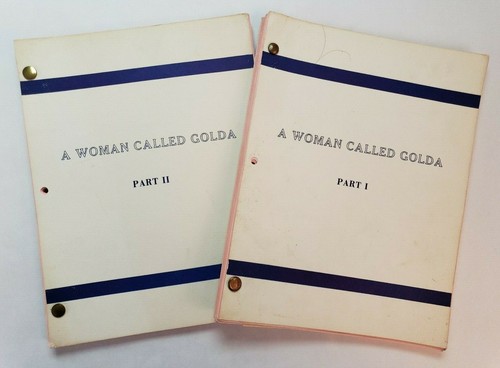 A WOMAN CALLED GOLDA
PART II
A WOMAN CALLED GOLDA
PART I